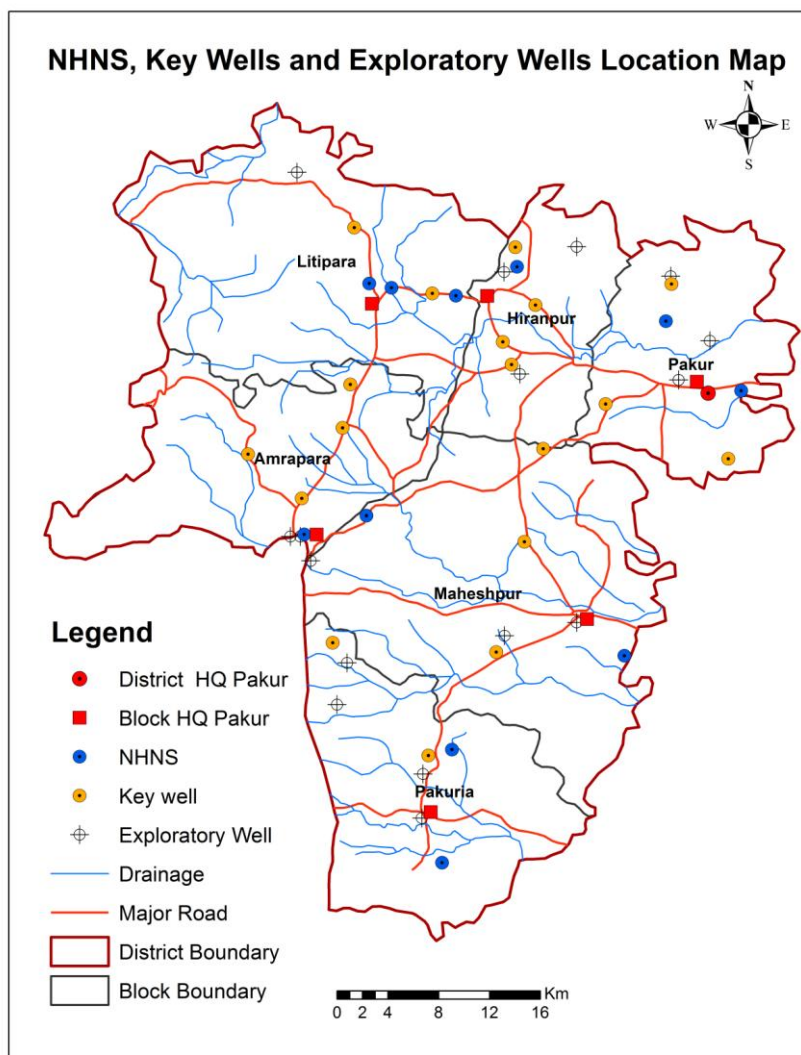 NHNS, Key Wells and Exploratory Wells Location Map
N
W E
S
Litipara
Hiranpur
Pakur
Amrapara
Maheshpur
Pakuria
Legend
District HQ Pakur
Block HQ Pakur
NHNS
Key well
Exploratory Well
Drainage
Major Road
District Boundary
Block Boundary
Km
0 2 4 8 12 16